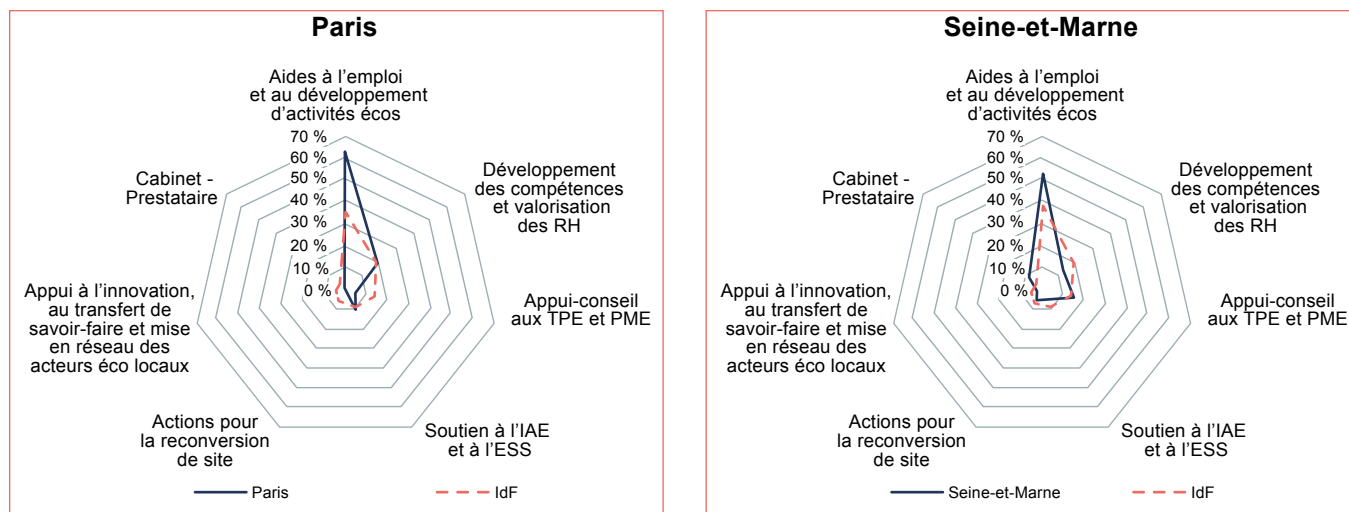 Paris
Aides à l’emploi
et au développement
d’activités écos
70 %
60 %
50 %
40 %
30 %
20 %
10 %
0 %
Développement
des compétences
et valorisation
des RH
Appui-conseil
aux TPE et PME
Soutien à l’IAE
et à l’ESS
Actions pour
la reconversion
de site
Appui à l’innovation,
au transfert de
savoir-faire et mise
en réseau des
acteurs éco locaux
Cabinet -
Prestataire
Paris
IdF
Seine-et-Marne
Aides à l’emploi
et au développement
d’activités écos
70 %
60 %
50 %
40 %
30 %
20 %
10 %
0 %
Développement
des compétences
et valorisation
des RH
Appui-conseil
aux TPE et PME
Soutien à l’IAE
et à l’ESS
Actions pour
la reconversion
de site
Appui à l’innovation,
au transfert de
savoir-faire et mise
en réseau des
acteurs éco locaux
Cabinet -
Prestataire
Seine-et-Marne
IdF